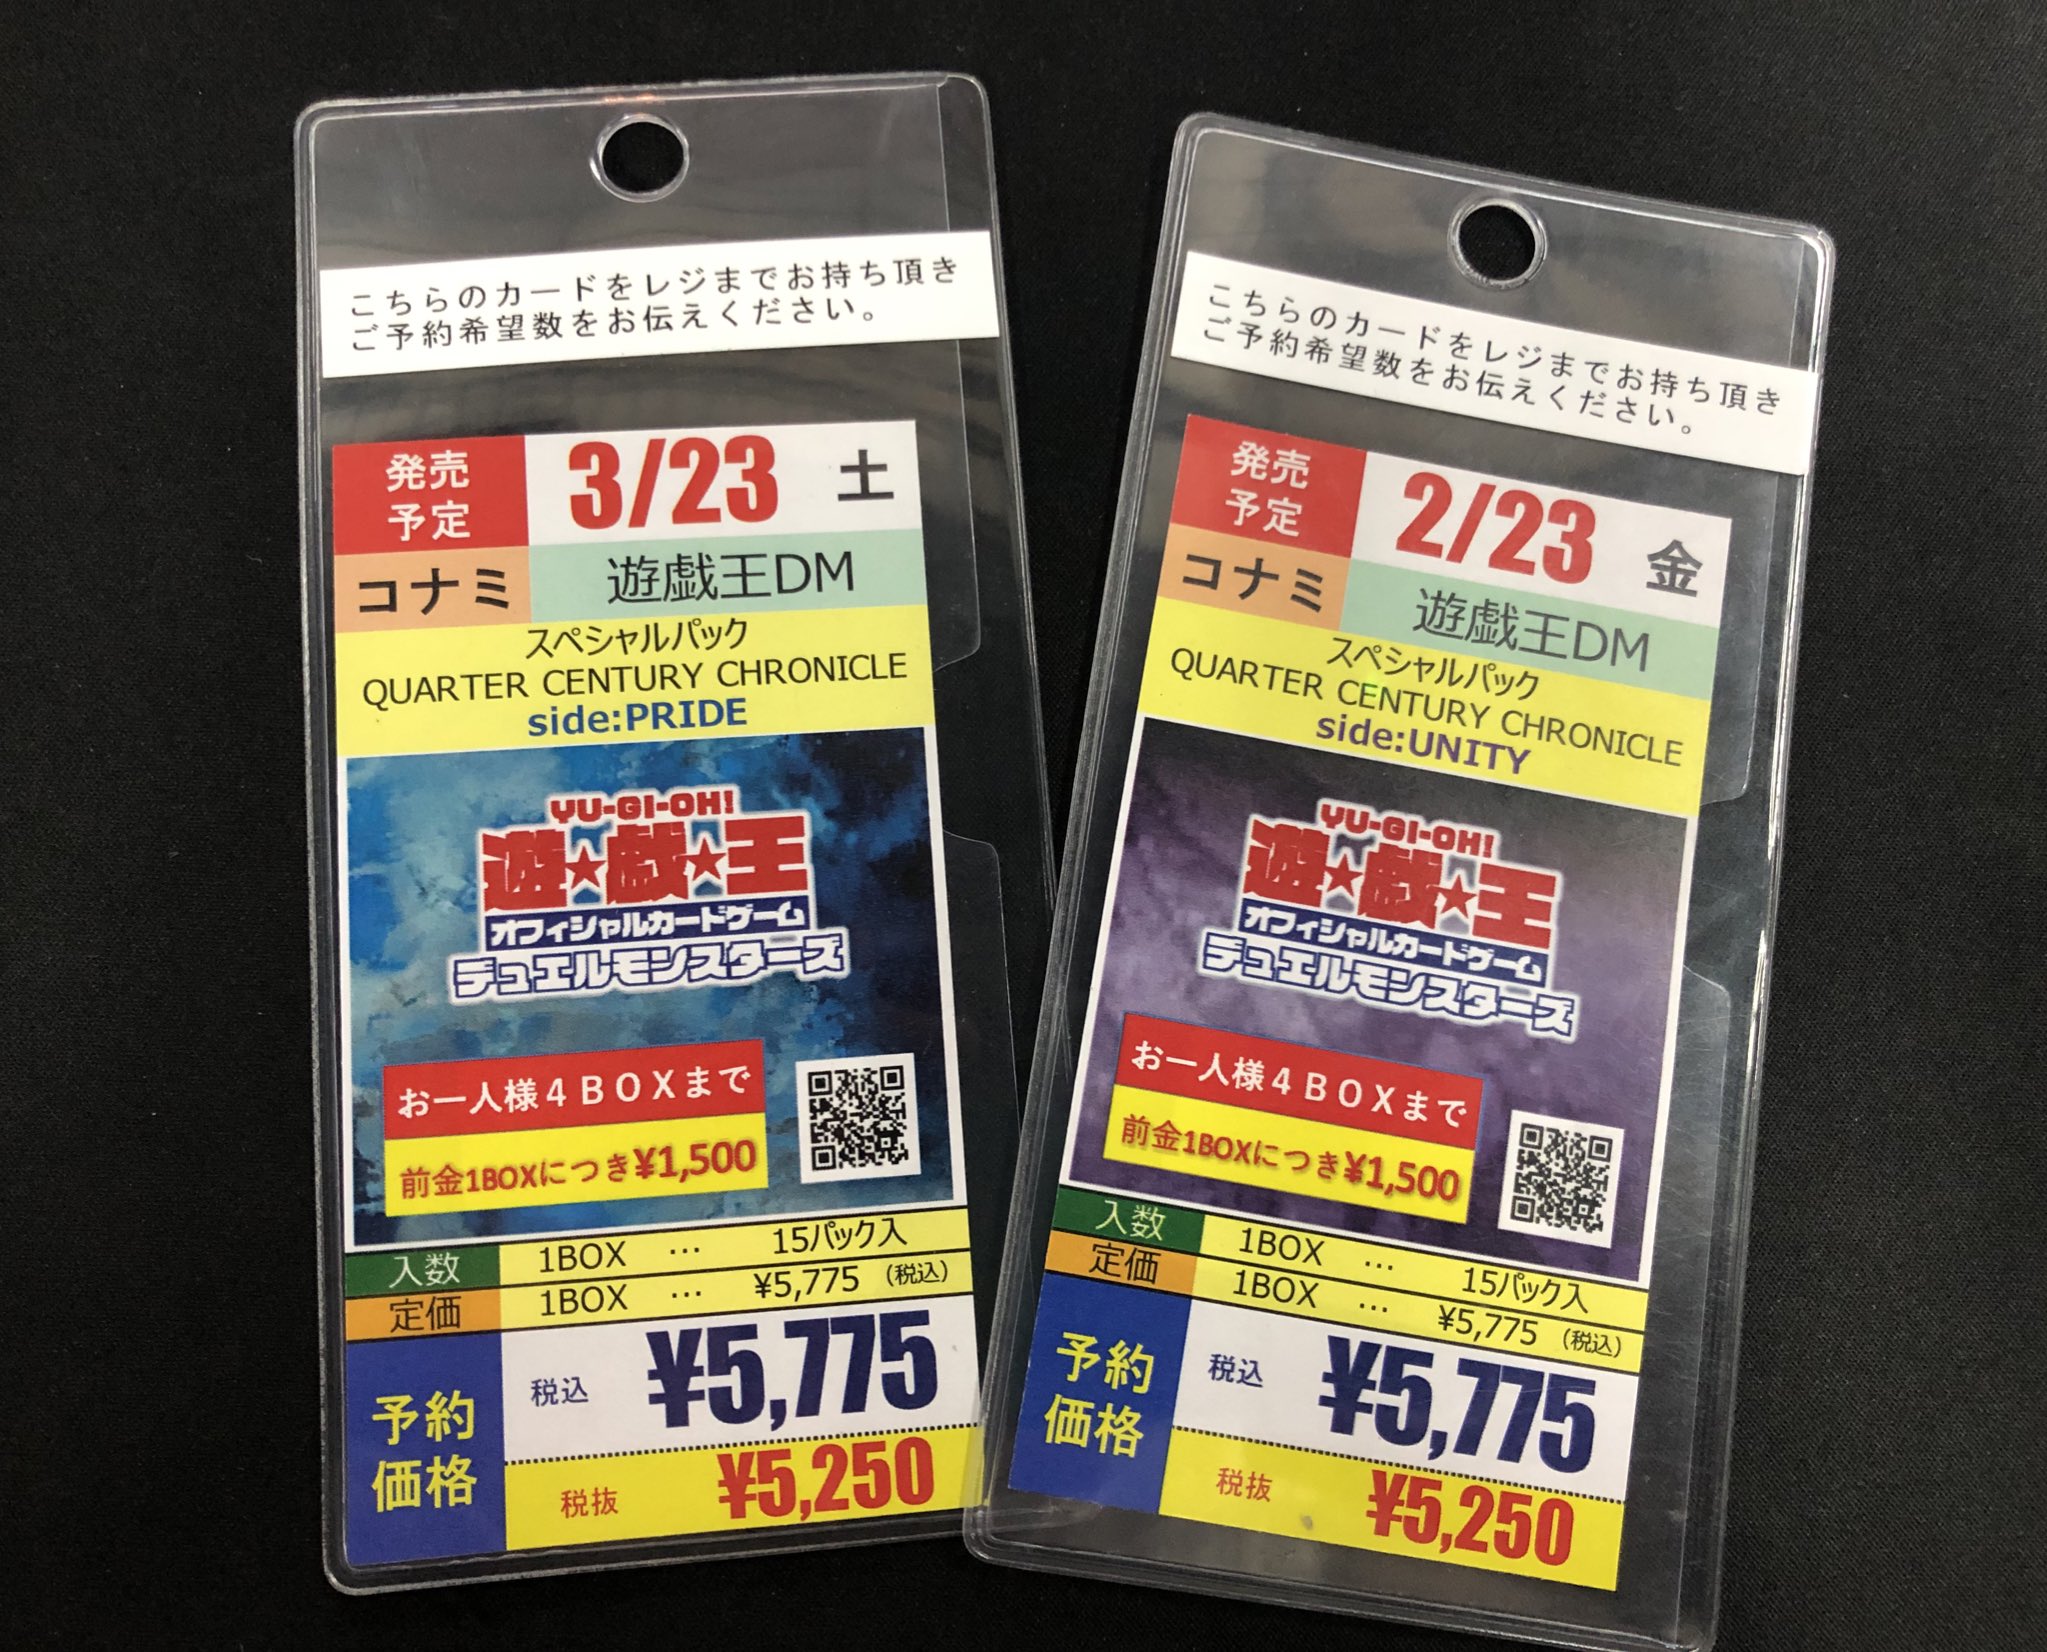 こちらのカードをレジまでお持ち頂き
ご予約希望数をお伝えください。
発売
予定
3/23 土
コナミ
遊戯王DM
スペシャルパック
QUARTER CENTURY CHRONICLE
side:PRIDE
YU-GI-OH!
遊★戯★王
オフィシャルカードゲーム
デュエルモンスターズ
お一人様4BOXまで
前金1BOXにつき¥1,500
入数 1BOX … 15パック入
定価 1BOX … ¥5,775 (税込)
予約
価格
税込 ¥5,775
税抜 ¥5,250
こちらのカードをレジまでお持ち頂き
ご予約希望数をお伝えください。
発売
予定
2/23 金
コナミ
遊戯王DM
スペシャルパック
QUARTER CENTURY CHRONICLE
side:UNITY
YU-GI-OH!
遊★戯★王
オフィシャルカードゲーム
デュエルモンスターズ
お一人様4BOXまで
前金1BOXにつき¥1,500
入数 1BOX … 15パック入
定価 1BOX … ¥5,775 (税込)
予約
価格
税込 ¥5,775
税抜 ¥5,250